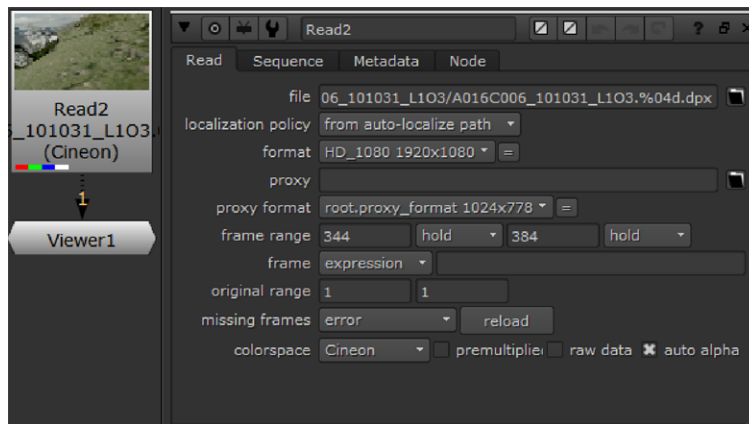 Read2
Read Sequence Metadata Node
file 06_101031_L1O3/A016C006_101031_L1O3.%04d.dpx
localization policy from auto-localize path
format HD_1080 1920x1080 =
proxy
proxy format root.proxy_format 1024x778 =
frame range 344 hold 384 hold
frame expression
original range 1 1
missing frames error reload
colorspace Cineon premultiplie raw data auto alpha
Read2
_101031_L1O3.
(Cineon)
1
Viewer1